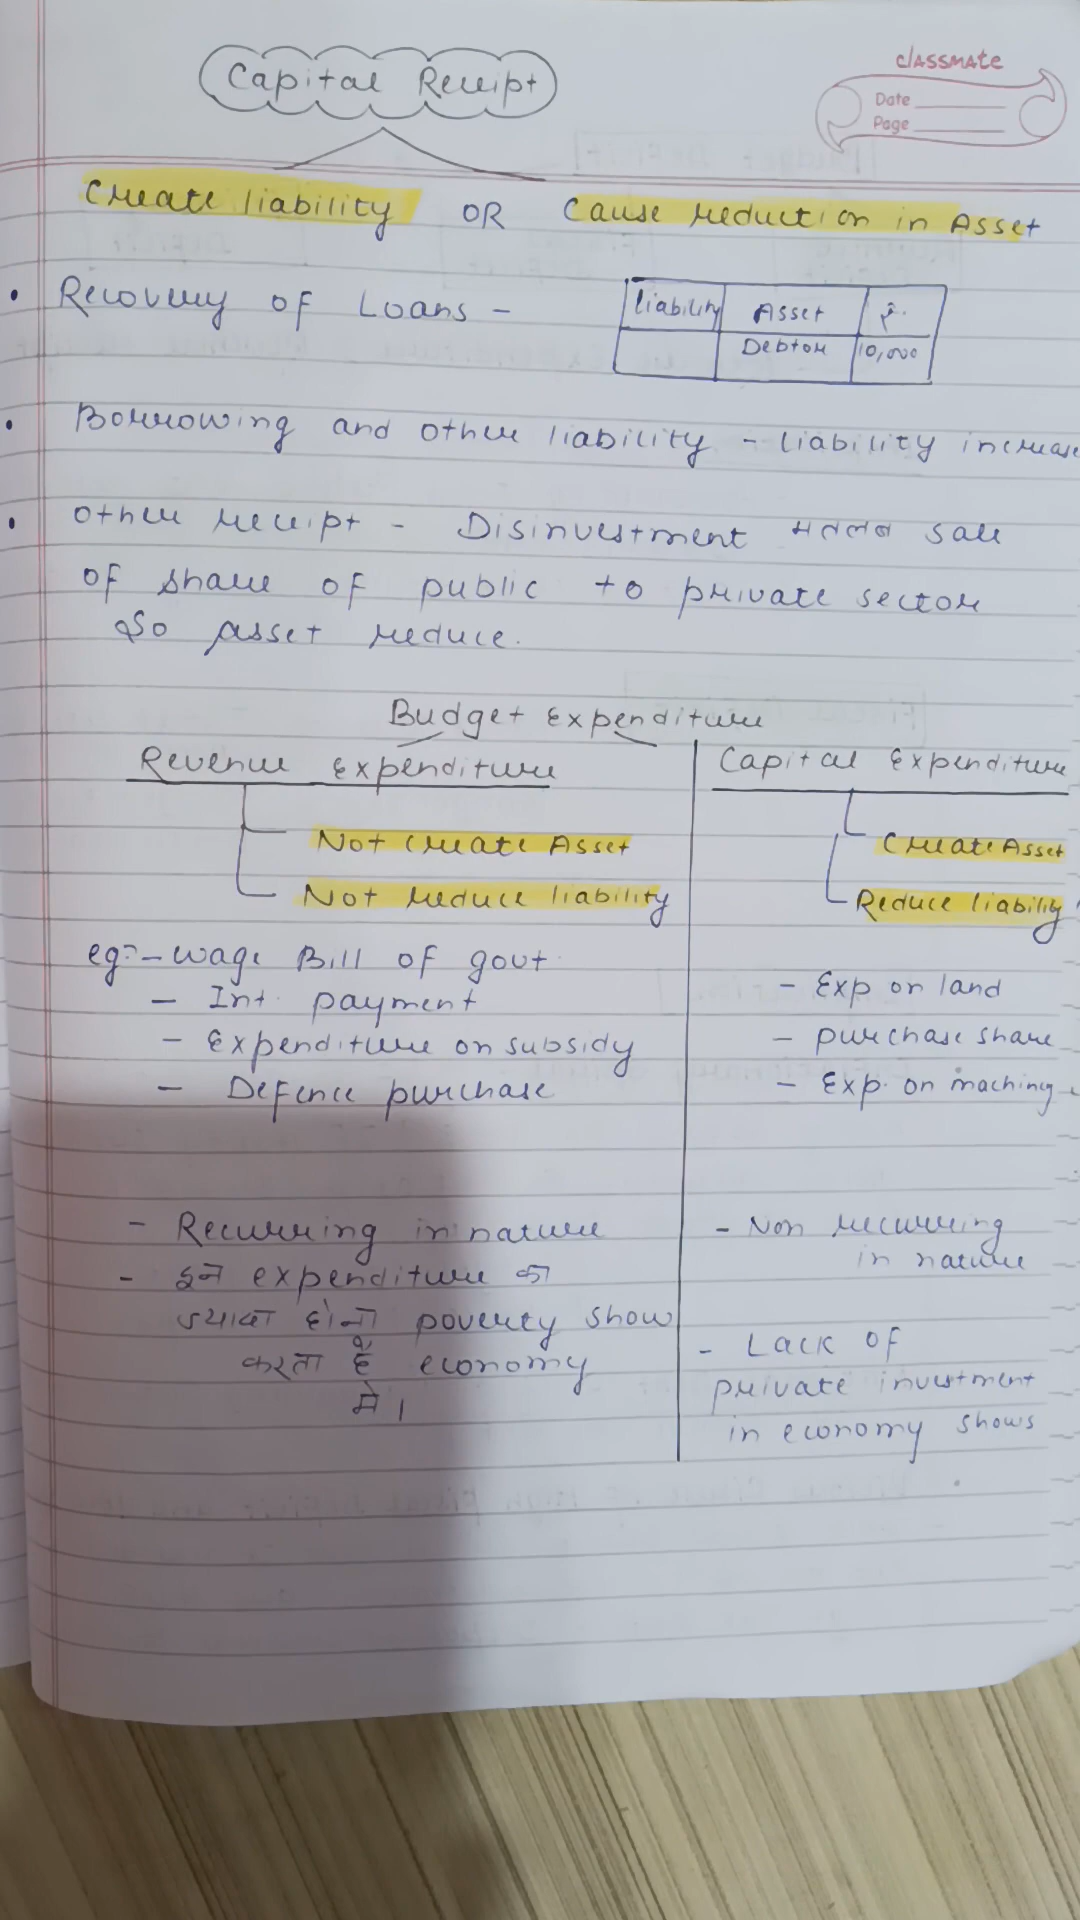 Capital Receipt
classmate
Date
Page
Create liability OR Cause reduction in Asset
• Recovery of Loans -
liability Asset ₹.
Debtor 10,000
• Borrowing and other liability - liability increase
• Other receipt - Disinvestment मतलब sale
of share of public to private sector
So asset reduce.
Budget Expenditure
Revenue Expenditure
Capital Expenditure
Not create Asset
Not reduce liability
Create Asset
Reduce liability
eg:- wage Bill of govt.
- Int. payment
- Expenditure on subsidy
- Defence purchase
- Exp on land
- purchase share
- Exp. on machinery
- Recurring in nature
- इन expenditure का
ज्यादा होना poverty show
करता है economy
मे।
- Non recurring
in nature
- Lack of
private investment
in economy shows